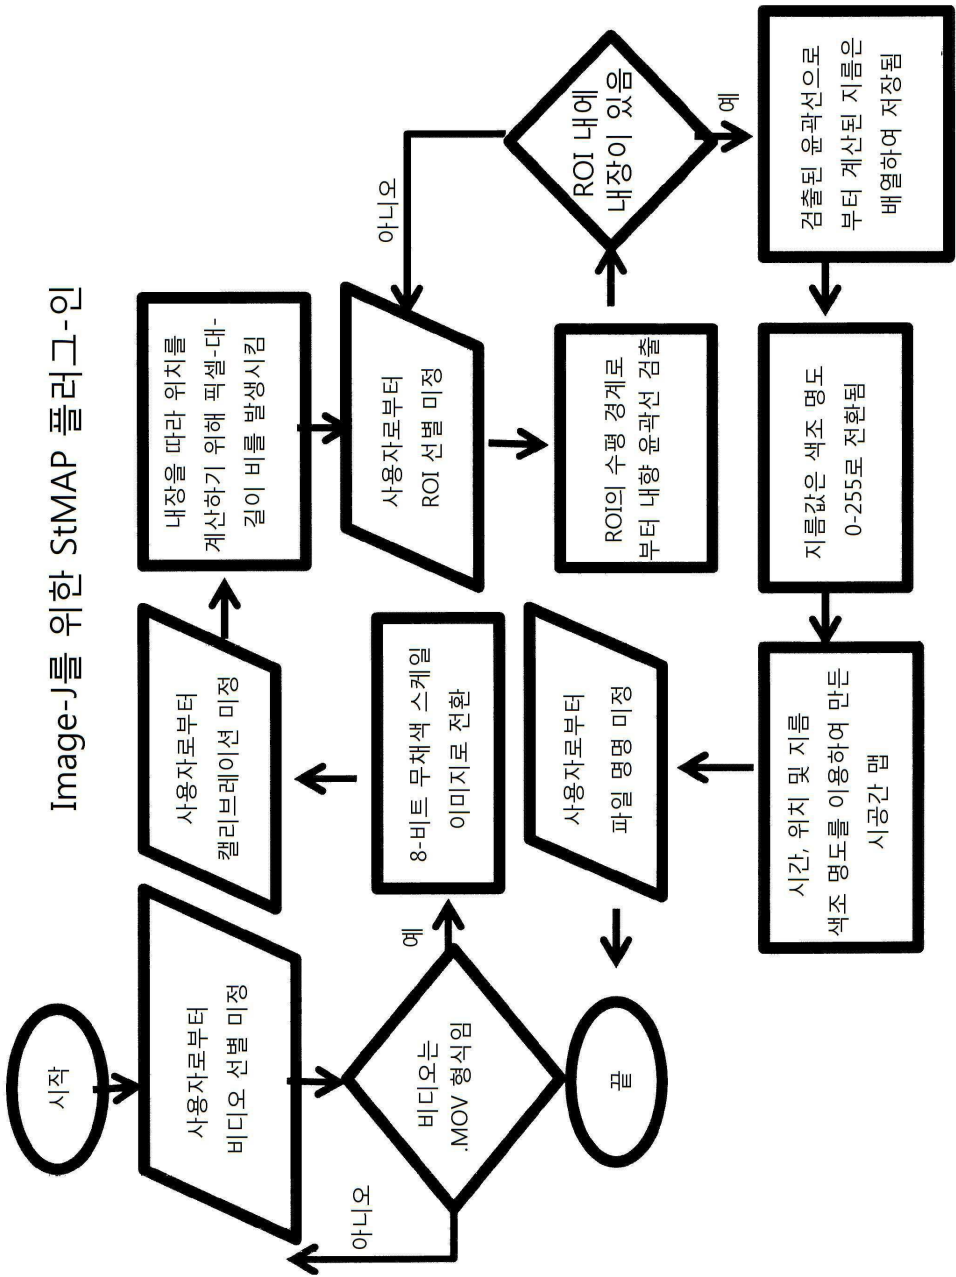 Image-J를 위한 StMAP 플러그-인
시작
사용자로부터
비디오 선별 미정
아니오
비디오는
.MOV 형식임
예
8-비트 무채색 스케일
이미지로 전환
사용자로부터
캘리브레이션 미정
내장을 따라 위치를
계산하기 위해 픽셀-대-
길이 비를 발생시킴
사용자로부터
ROI 선별 미정
ROI의 수평 경계로
부터 내향 윤곽선 검출
ROI 내에
내장이 있음
아니오
예
검출된 윤곽선으로
부터 계산된 지름은
배열하여 저장됨
지름값은 색조 명도
0-255로 전환됨
시간, 위치 및 지름
색조 명도를 이용하여 만든
시공간 맵
사용자로부터
파일 명명 미정
끝